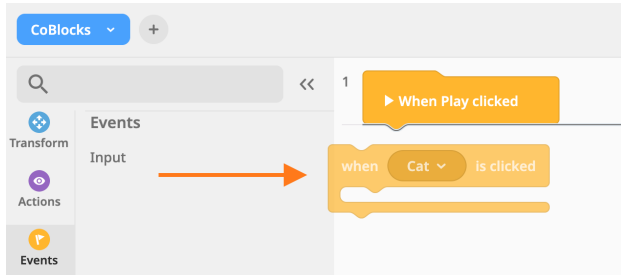 CoBlocks
+
1
When Play clicked
Transform
Events
Input
when Cat is clicked
Actions
Events